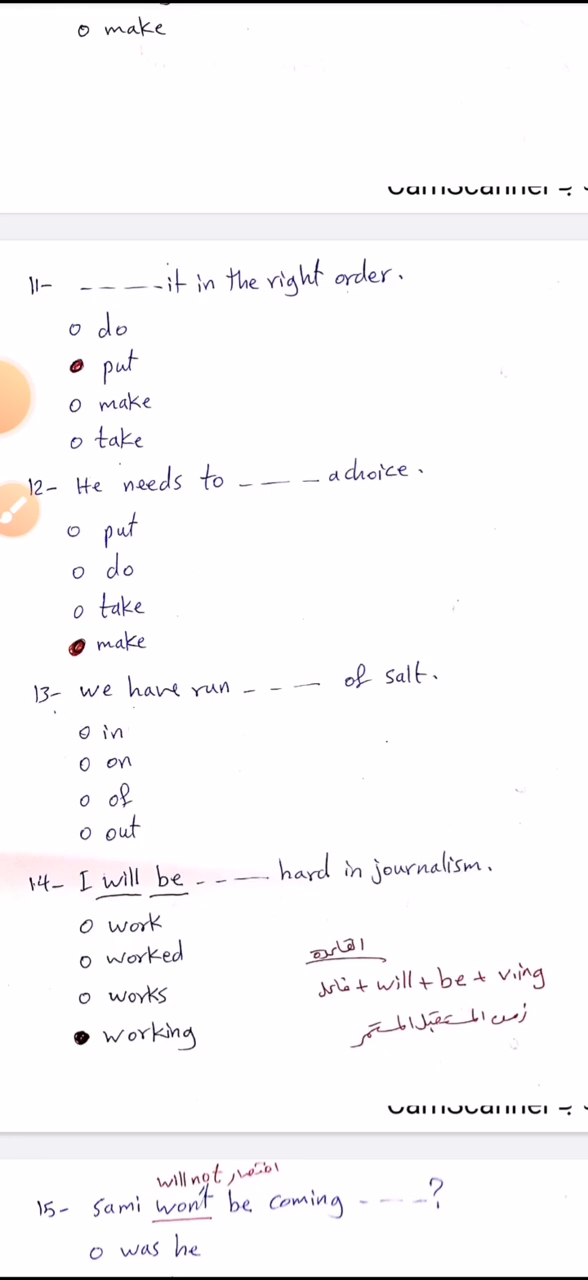 o make
CamScanner
11- ---- it in the right order.
o do
• put
o make
o take
12- He needs to --- a choice.
o put
o do
o take
• make
13- we have run --- of salt.
o in
o on
o of
o out
14- I will be ---- hard in journalism.
o work
o worked
o works
• working
القاعدة
فاعل + will + be + ving
زمن المستقبل المستمر
CamScanner
will not اختصار
15- Sami won't be coming ----?
o was he